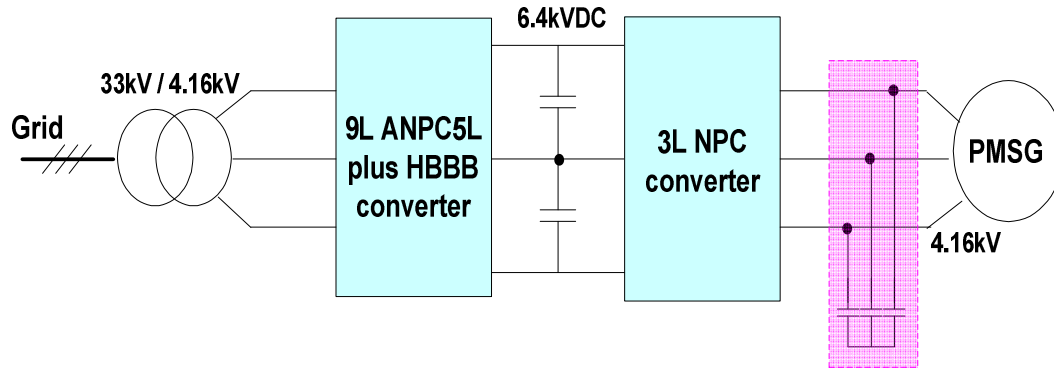 6.4kVDC
33kV / 4.16kV
Grid
9L ANPC5L
plus HBBB
converter
3L NPC
converter
PMSG
4.16kV